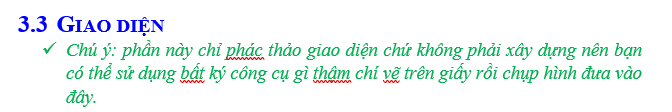 3.3 GIAO DIỆN
✓ Chú ý: phần này chỉ phác thảo giao diện chứ không phải xây dựng nên bạn
có thể sử dụng bất kỳ công cụ gì thậm chí vẽ trên giấy rồi chụp hình đưa vào
đây.